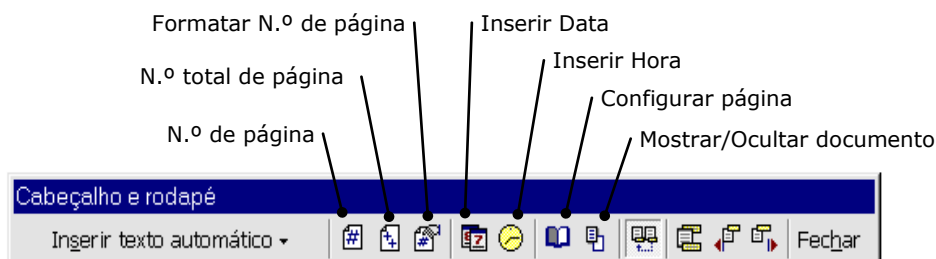 Formatar N.º de página
Inserir Data
N.º total de página
Inserir Hora
Configurar página
N.º de página
Mostrar/Ocultar documento
Cabeçalho e rodapé
Inserir texto automático
Fechar